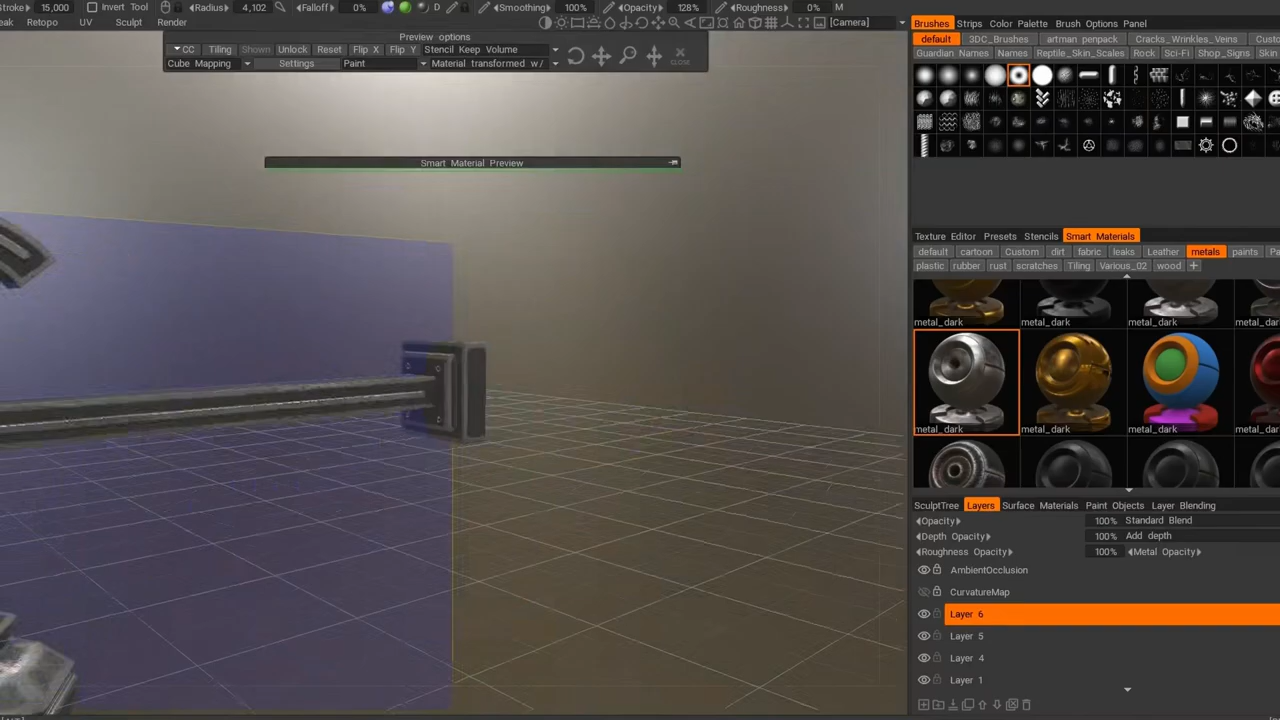 Stroke 15,000 Invert Tool Radius 4,102 Falloff 0% D Smoothing 100% Opacity 128% Roughness 0% M
Retopo UV Sculpt Render [Camera]
Preview options
CC Tiling Shown Unlock Reset Flip X Flip Y Stencil Keep Volume
Cube Mapping Settings Paint Material transformed w/ CLOSE
Smart Material Preview
Brushes Strips Color Palette Brush Options Panel
default 3DC_Brushes artman penpack Cracks_Wrinkles_Veins
Guardian Names Names Reptile_Skin_Scales Rock Sci-Fi Shop_Signs Skin
Texture Editor Presets Stencils Smart Materials
default cartoon Custom dirt fabric leaks Leather metals paints
plastic rubber rust scratches Tiling Various_02 wood +
metal_dark metal_dark metal_dark
metal_dark metal_dark metal_dark
SculptTree Layers Surface Materials Paint Objects Layer Blending
Opacity 100% Standard Blend
Depth Opacity 100% Add depth
Roughness Opacity 100% Metal Opacity
AmbientOcclusion
CurvatureMap
Layer 6
Layer 5
Layer 4
Layer 1